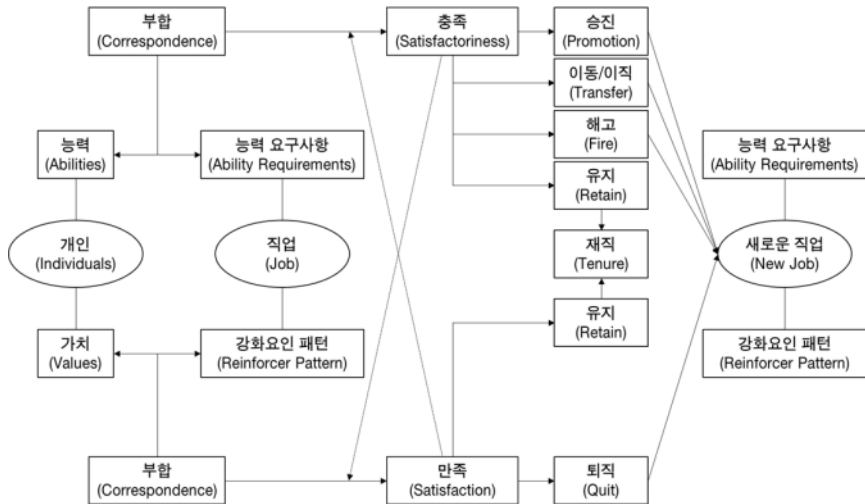 부합
(Correspondence)
충족
(Satisfactoriness)
승진
(Promotion)
이동/이직
(Transfer)
해고
(Fire)
유지
(Retain)
재직
(Tenure)
유지
(Retain)
능력
(Abilities)
능력 요구사항
(Ability Requirements)
능력 요구사항
(Ability Requirements)
개인
(Individuals)
직업
(Job)
새로운 직업
(New Job)
가치
(Values)
강화요인 패턴
(Reinforcer Pattern)
강화요인 패턴
(Reinforcer Pattern)
부합
(Correspondence)
만족
(Satisfaction)
퇴직
(Quit)